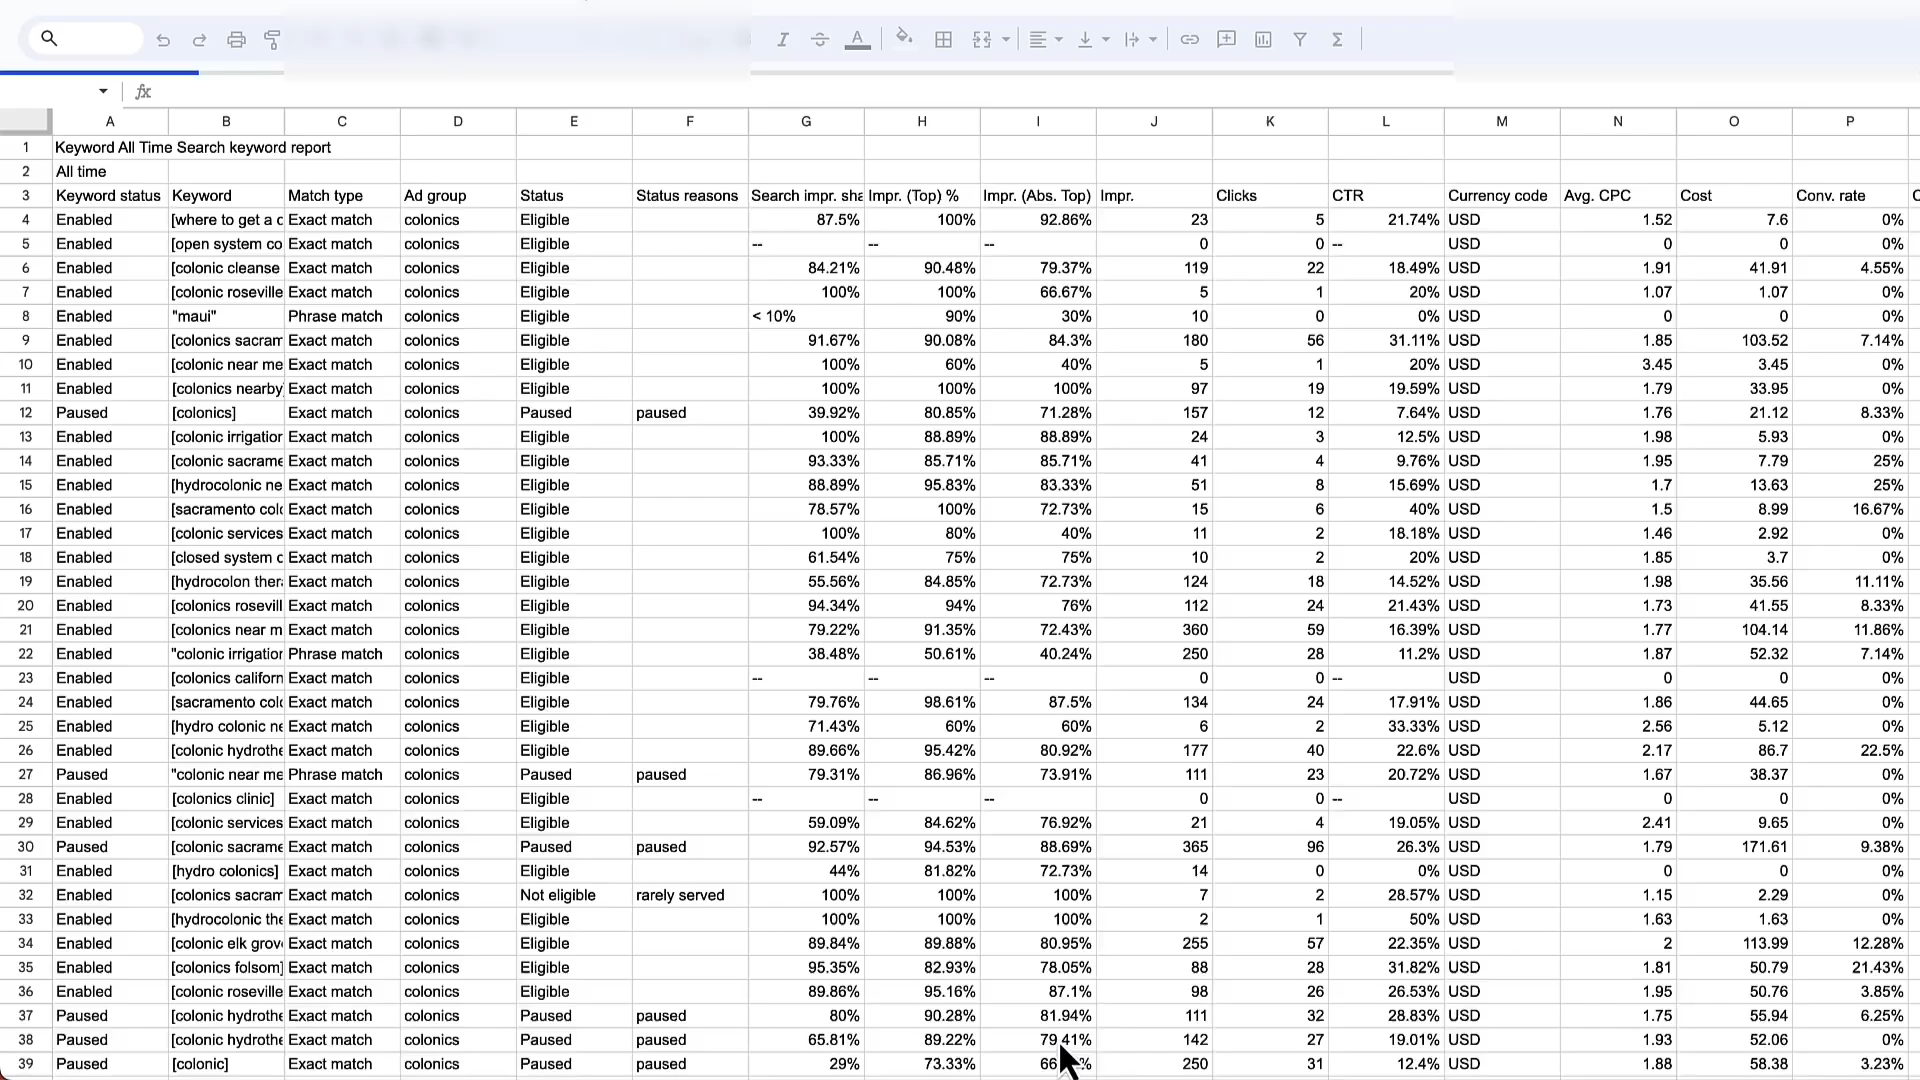 fx
A B C D E F G H I J K L M N O P
1 Keyword All Time Search keyword report
2 All time
3 Keyword status Keyword Match type Ad group Status Status reasons Search impr. sha Impr. (Top) % Impr. (Abs. Top) Impr. Clicks CTR Currency code Avg. CPC Cost Conv. rate C
4 Enabled [where to get a c Exact match colonics Eligible 87.5% 100% 92.86% 23 5 21.74% USD 1.52 7.6 0%
5 Enabled [open system co Exact match colonics Eligible -- -- -- 0 0 -- USD 0 0 0%
6 Enabled [colonic cleanse Exact match colonics Eligible 84.21% 90.48% 79.37% 119 22 18.49% USD 1.91 41.91 4.55%
7 Enabled [colonic roseville Exact match colonics Eligible 100% 100% 66.67% 5 1 20% USD 1.07 1.07 0%
8 Enabled "maui" Phrase match colonics Eligible < 10% 90% 30% 10 0 0% USD 0 0 0%
9 Enabled [colonics sacram Exact match colonics Eligible 91.67% 90.08% 84.3% 180 56 31.11% USD 1.85 103.52 7.14%
10 Enabled [colonic near me Exact match colonics Eligible 100% 60% 40% 5 1 20% USD 3.45 3.45 0%
11 Enabled [colonics nearby] Exact match colonics Eligible 100% 100% 100% 97 19 19.59% USD 1.79 33.95 0%
12 Paused [colonics] Exact match colonics Paused paused 39.92% 80.85% 71.28% 157 12 7.64% USD 1.76 21.12 8.33%
13 Enabled [colonic irrigation Exact match colonics Eligible 100% 88.89% 88.89% 24 3 12.5% USD 1.98 5.93 0%
14 Enabled [colonic sacrame Exact match colonics Eligible 93.33% 85.71% 85.71% 41 4 9.76% USD 1.95 7.79 25%
15 Enabled [hydrocolonic ne Exact match colonics Eligible 88.89% 95.83% 83.33% 51 8 15.69% USD 1.7 13.63 25%
16 Enabled [sacramento colo Exact match colonics Eligible 78.57% 100% 72.73% 15 6 40% USD 1.5 8.99 16.67%
17 Enabled [colonic services Exact match colonics Eligible 100% 80% 40% 11 2 18.18% USD 1.46 2.92 0%
18 Enabled [closed system c Exact match colonics Eligible 61.54% 75% 75% 10 2 20% USD 1.85 3.7 0%
19 Enabled [hydrocolon thera Exact match colonics Eligible 55.56% 84.85% 72.73% 124 18 14.52% USD 1.98 35.56 11.11%
20 Enabled [colonics rosevill Exact match colonics Eligible 94.34% 94% 76% 112 24 21.43% USD 1.73 41.55 8.33%
21 Enabled [colonics near m Exact match colonics Eligible 79.22% 91.35% 72.43% 360 59 16.39% USD 1.77 104.14 11.86%
22 Enabled "colonic irrigation Phrase match colonics Eligible 38.48% 50.61% 40.24% 250 28 11.2% USD 1.87 52.32 7.14%
23 Enabled [colonics californ Exact match colonics Eligible -- -- -- 0 0 -- USD 0 0 0%
24 Enabled [sacramento colo Exact match colonics Eligible 79.76% 98.61% 87.5% 134 24 17.91% USD 1.86 44.65 0%
25 Enabled [hydro colonic ne Exact match colonics Eligible 71.43% 60% 60% 6 2 33.33% USD 2.56 5.12 0%
26 Enabled [colonic hydrothe Exact match colonics Eligible 89.66% 95.42% 80.92% 177 40 22.6% USD 2.17 86.7 22.5%
27 Paused "colonic near me Phrase match colonics Paused paused 79.31% 86.96% 73.91% 111 23 20.72% USD 1.67 38.37 0%
28 Enabled [colonics clinic] Exact match colonics Eligible -- -- -- 0 0 -- USD 0 0 0%
29 Enabled [colonic services Exact match colonics Eligible 59.09% 84.62% 76.92% 21 4 19.05% USD 2.41 9.65 0%
30 Paused [colonic sacrame Exact match colonics Paused paused 92.57% 94.53% 88.69% 365 96 26.3% USD 1.79 171.61 9.38%
31 Enabled [hydro colonics] Exact match colonics Eligible 44% 81.82% 72.73% 14 0 0% USD 0 0 0%
32 Enabled [colonics sacram Exact match colonics Not eligible rarely served 100% 100% 100% 7 2 28.57% USD 1.15 2.29 0%
33 Enabled [hydrocolonic the Exact match colonics Eligible 100% 100% 100% 2 1 50% USD 1.63 1.63 0%
34 Enabled [colonic elk grove Exact match colonics Eligible 89.84% 89.88% 80.95% 255 57 22.35% USD 2 113.99 12.28%
35 Enabled [colonics folsom] Exact match colonics Eligible 95.35% 82.93% 78.05% 88 28 31.82% USD 1.81 50.79 21.43%
36 Enabled [colonic roseville Exact match colonics Eligible 89.86% 95.16% 87.1% 98 26 26.53% USD 1.95 50.76 3.85%
37 Paused [colonic hydrothe Exact match colonics Paused paused 80% 90.28% 81.94% 111 32 28.83% USD 1.75 55.94 6.25%
38 Paused [colonic hydrothe Exact match colonics Paused paused 65.81% 89.22% 79.41% 142 27 19.01% USD 1.93 52.06 0%
39 Paused [colonic] Exact match colonics Paused paused 29% 73.33% 250 31 12.4% USD 1.88 58.38 3.23%